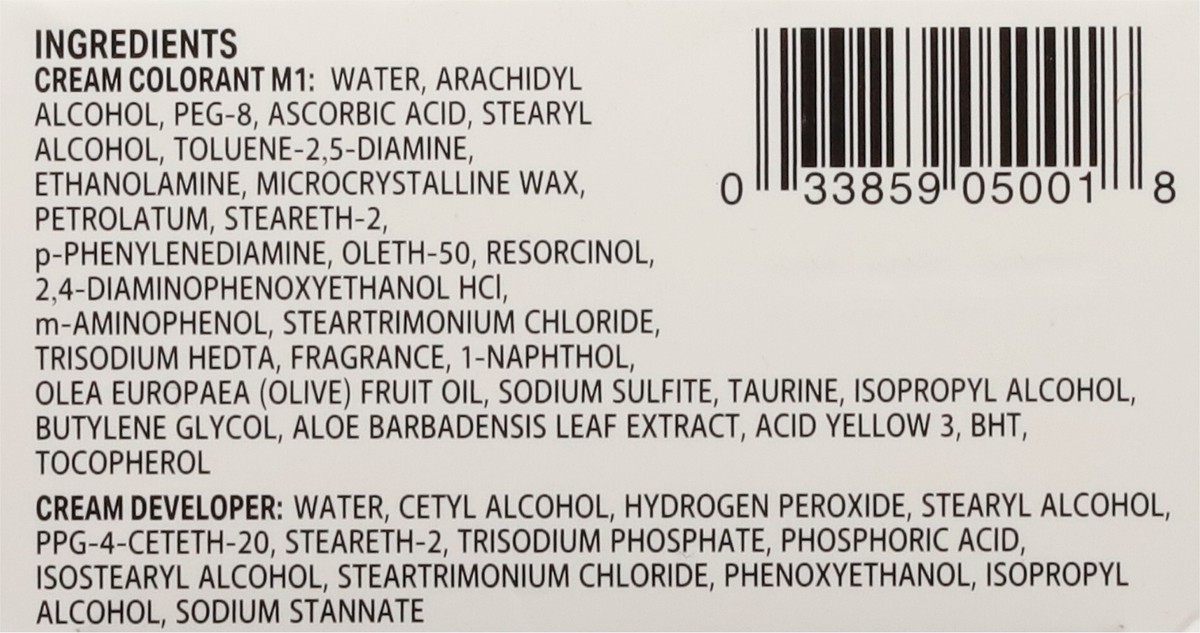 INGREDIENTS
CREAM COLORANT M1: WATER, ARACHIDYL
ALCOHOL, PEG-8, ASCORBIC ACID, STEARYL
ALCOHOL, TOLUENE-2,5-DIAMINE,
ETHANOLAMINE, MICROCRYSTALLINE WAX,
PETROLATUM, STEARETH-2,
p-PHENYLENEDIAMINE, OLETH-50, RESORCINOL,
2,4-DIAMINOPHENOXYETHANOL HCl,
m-AMINOPHENOL, STEARTRIMONIUM CHLORIDE,
TRISODIUM HEDTA, FRAGRANCE, 1-NAPHTHOL,
OLEA EUROPAEA (OLIVE) FRUIT OIL, SODIUM SULFITE, TAURINE, ISOPROPYL ALCOHOL,
BUTYLENE GLYCOL, ALOE BARBADENSIS LEAF EXTRACT, ACID YELLOW 3, BHT,
TOCOPHEROL
CREAM DEVELOPER: WATER, CETYL ALCOHOL, HYDROGEN PEROXIDE, STEARYL ALCOHOL,
PPG-4-CETETH-20, STEARETH-2, TRISODIUM PHOSPHATE, PHOSPHORIC ACID,
ISOSTEARYL ALCOHOL, STEARTRIMONIUM CHLORIDE, PHENOXYETHANOL, ISOPROPYL
ALCOHOL, SODIUM STANNATE
0 33859 05001 8